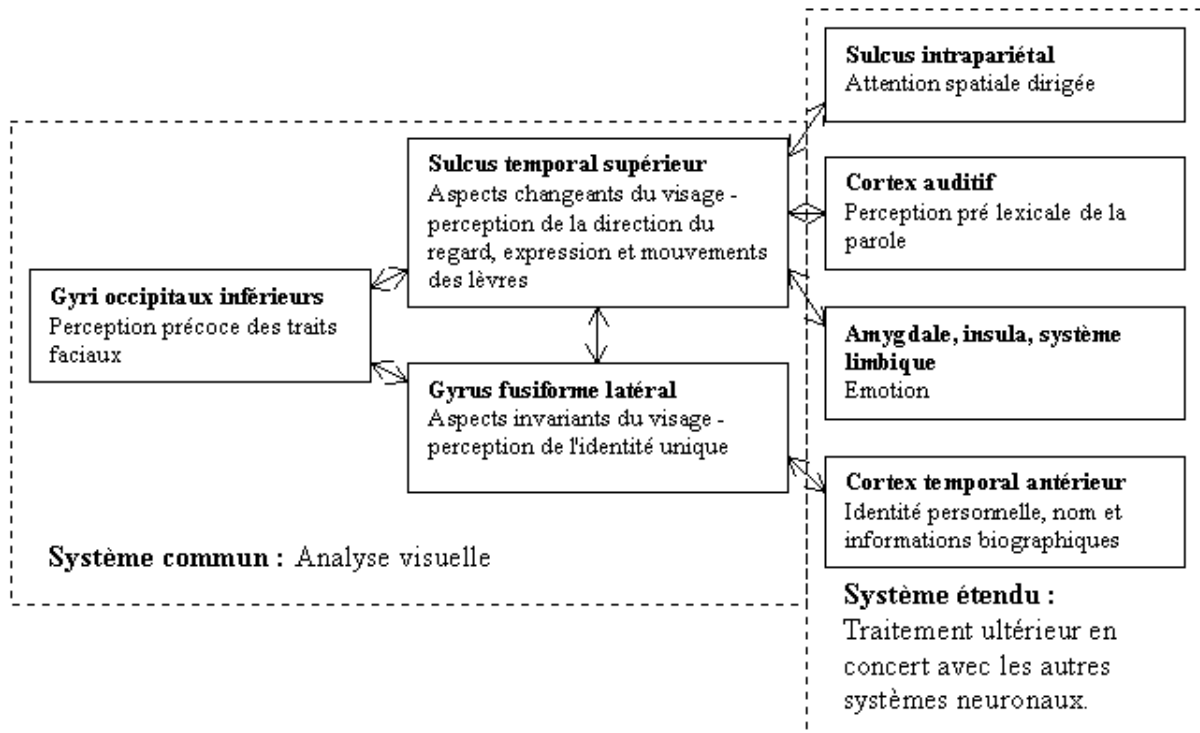 Gyri occipitaux inférieurs
Perception précoce des traits
faciaux
Sulcus temporal supérieur
Aspects changeants du visage -
perception de la direction du
regard, expression et mouvements
des lèvres
Gyrus fusiforme latéral
Aspects invariants du visage -
perception de l'identité unique
Système commun : Analyse visuelle
Sulcus intrapariétal
Attention spatiale dirigée
Cortex auditif
Perception pré lexicale de la
parole
Amygdale, insula, système
limbique
Emotion
Cortex temporal antérieur
Identité personnelle, nom et
informations biographiques
Système étendu :
Traitement ultérieur en
concert avec les autres
systèmes neuronaux.